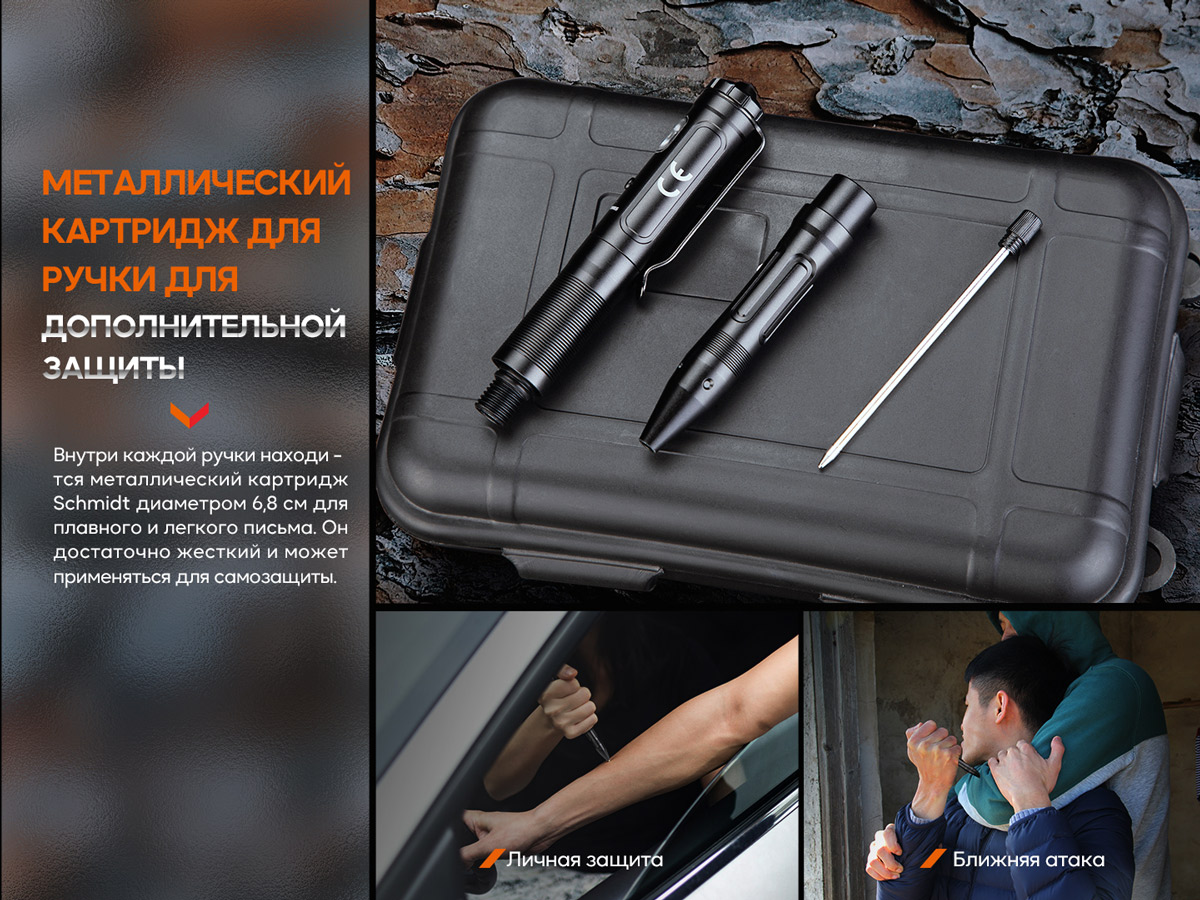 МЕТАЛЛИЧЕСКИЙ
КАРТРИДЖ ДЛЯ
РУЧКИ ДЛЯ
ДОПОЛНИТЕЛЬНОЙ
ЗАЩИТЫ
Внутри каждой ручки находи -
тся металлический картридж
Schmidt диаметром 6,8 см для
плавного и легкого письма. Он
достаточно жесткий и может
применяться для самозащиты.
CE
Личная защита
Ближняя атака